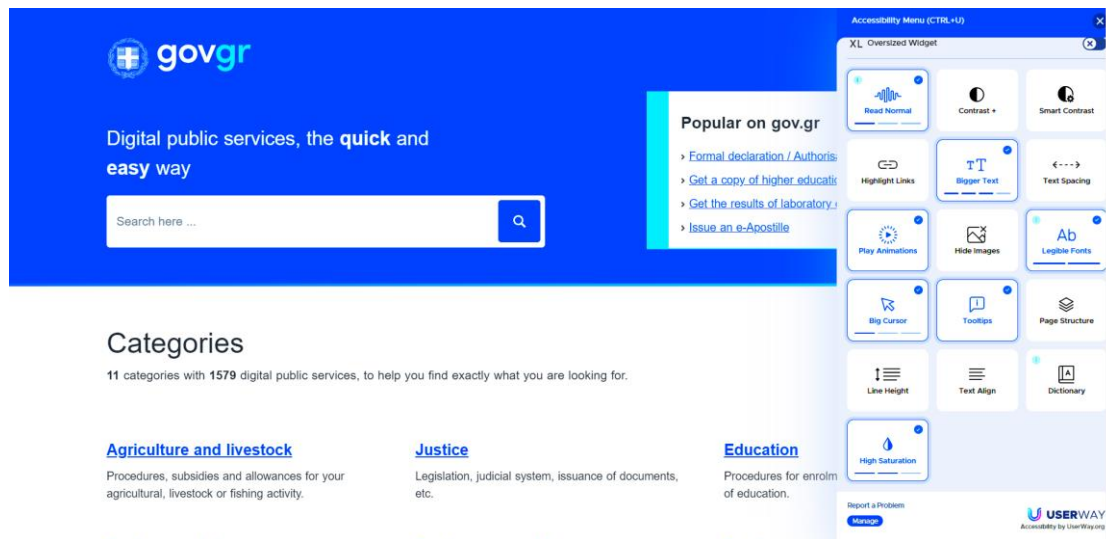 govgr
Digital public services, the quick and
easy way
Search here ...
Popular on gov.gr
› Formal declaration / Authoris
› Get a copy of higher educatio
› Get the results of laboratory
› Issue an e-Apostille
Categories
11 categories with 1579 digital public services, to help you find exactly what you are looking for.
Agriculture and livestock
Procedures, subsidies and allowances for your
agricultural, livestock or fishing activity.
Justice
Legislation, judicial system, issuance of documents,
etc.
Education
Procedures for enrolm
of education.
Accessibility Menu (CTRL+U)
XL Oversized Widget
Read Normal
Contrast +
Smart Contrast
Highlight Links
Bigger Text
Text Spacing
Play Animations
Hide Images
Legible Fonts
Big Cursor
Tooltips
Page Structure
Line Height
Text Align
Dictionary
High Saturation
Report a Problem
Manage
USERWAY
Accessibility by UserWay.org